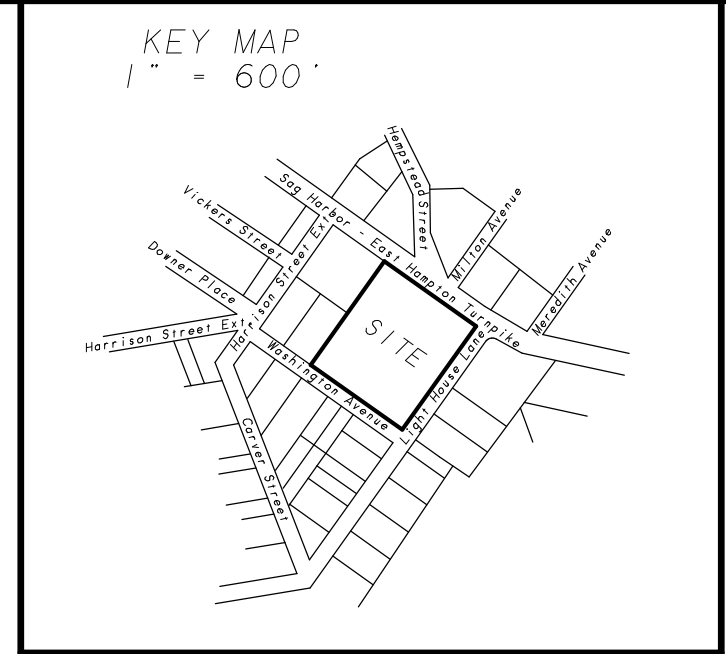 KEY MAP
1" = 600'
Hempstead Street
Sag Harbor - East Hampton Turnpike
Vickers Street
Milton Avenue
Meredith Avenue
Downer Place
Harrison Street Ext
Harrison Street Ext
SITE
Washington Avenue
Light House Lane
Carver Street